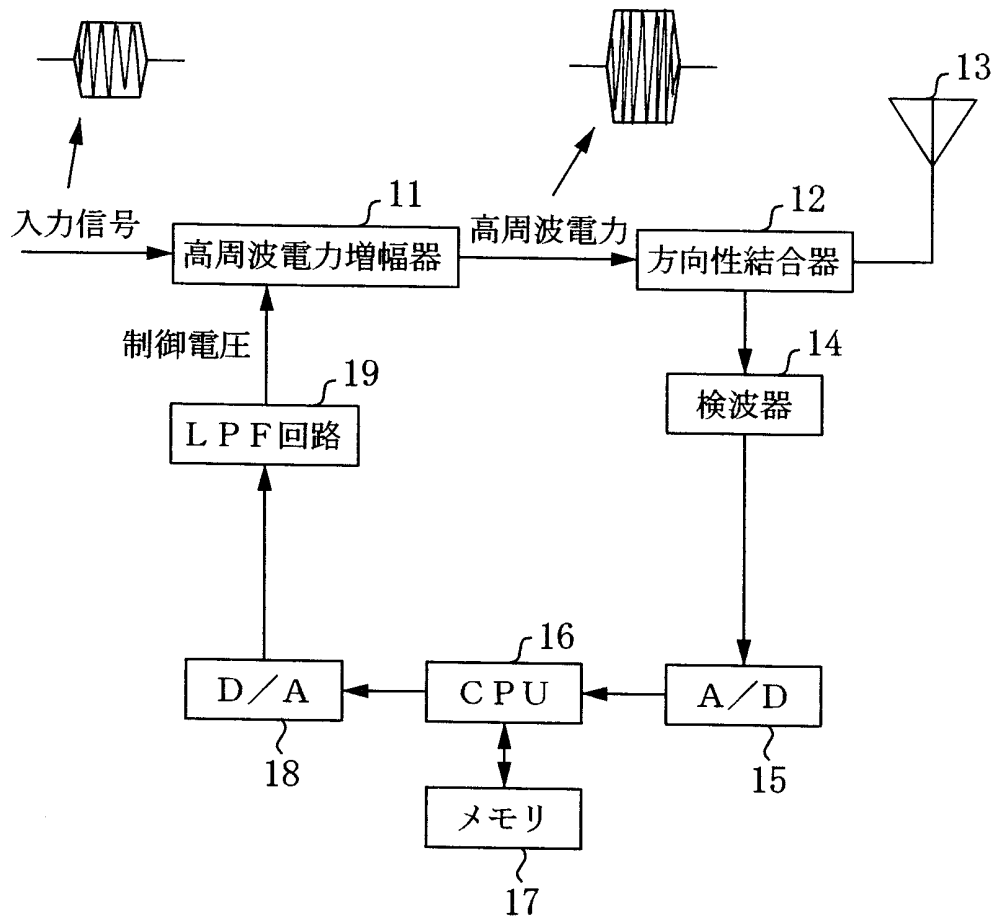 13
11
12
入力信号
高周波電力増幅器
高周波電力
方向性結合器
制御電圧
14
19
検波器
LPF回路
16
D/A
CPU
A/D
18
15
メモリ
17